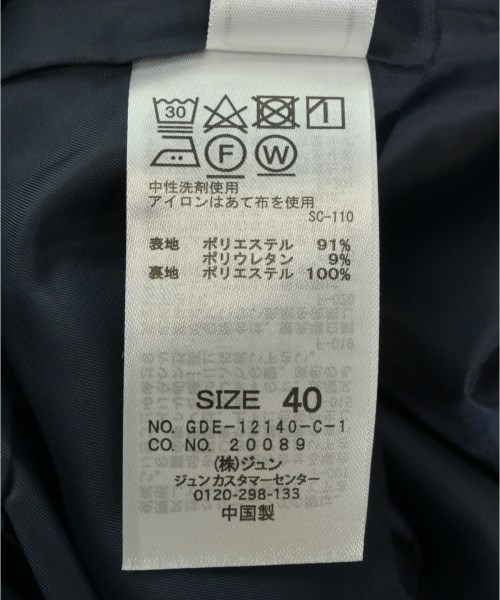 30
F W
中性洗剤使用
アイロンはあて布を使用
SC-110
表地 ポリエステル 91%
ポリウレタン 9%
裏地 ポリエステル 100%
SIZE 40
NO. GDE-12140-C-1
CO. NO. 20089
(株)ジュン
ジュンカスタマーセンター
0120-298-133
中国製